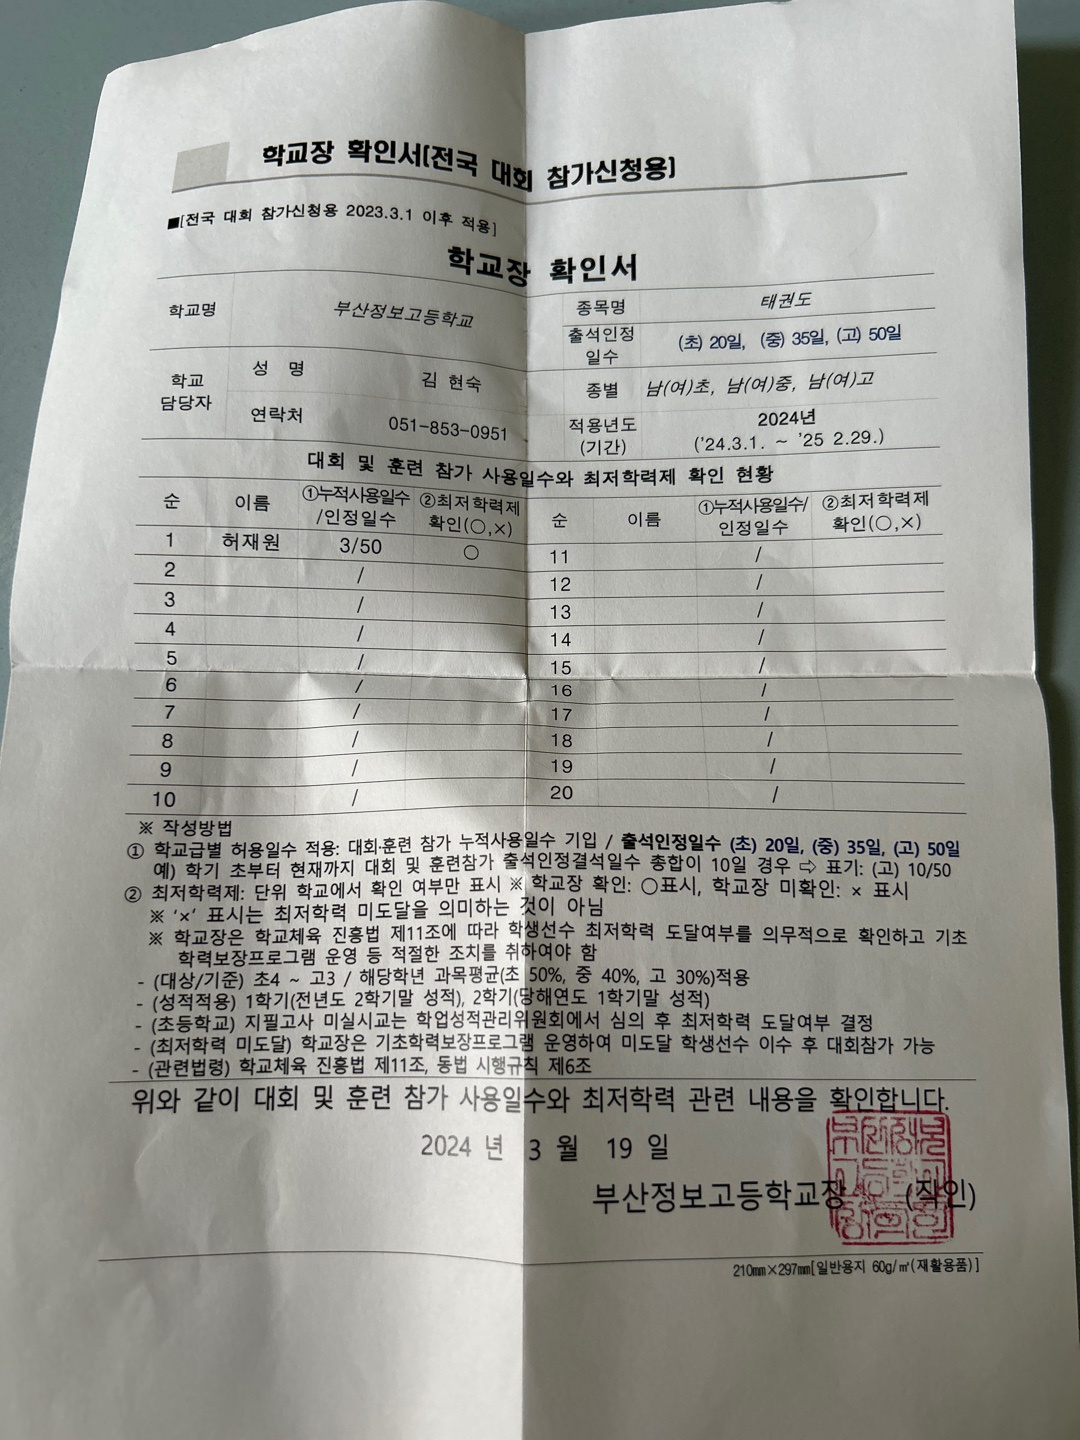 학교장 확인서(전국 대회 참가신청용)
■[전국 대회 참가신청용 2023.3.1 이후 적용]
학교장 확인서
학교명 부산정보고등학교 종목명 태권도
출석인정 일수 (초) 20일, (중) 35일, (고) 50일
학교 담당자 성 명 김 현숙 종별 남(여)초, 남(여)중, 남(여)고
연락처 051-853-0951 적용년도 (기간) 2024년 ('24.3.1. ~ '25 2.29.)
대회 및 훈련 참가 사용일수와 최저학력제 확인 현황
순 이름 ①누적사용일수/인정일수 ②최저학력제 확인(○,×) 순 이름 ①누적사용일수/인정일수 ②최저학력제 확인(○,×)
1 허재원 3/50 ○ 11 /
2 / 12 /
3 / 13 /
4 / 14 /
5 / 15 /
6 / 16 /
7 / 17 /
8 / 18 /
9 / 19 /
10 / 20 /
※ 작성방법
① 학교급별 허용일수 적용: 대회·훈련 참가 누적사용일수 기입 / 출석인정일수 (초) 20일, (중) 35일, (고) 50일
예) 학기 초부터 현재까지 대회 및 훈련참가 출석인정결석일수 총합이 10일 경우 ⇨ 표기: (고) 10/50
② 최저학력제: 단위 학교에서 확인 여부만 표시 ※ 학교장 확인: ○표시, 학교장 미확인: × 표시
※ '×' 표시는 최저학력 미도달을 의미하는 것이 아님
※ 학교장은 학교체육 진흥법 제11조에 따라 학생선수 최저학력 도달여부를 의무적으로 확인하고 기초
학력보장프로그램 운영 등 적절한 조치를 취하여야 함
- (대상/기준) 초4 ~ 고3 / 해당학년 과목평균(초 50%, 중 40%, 고 30%)적용
- (성적적용) 1학기(전년도 2학기말 성적), 2학기(당해연도 1학기말 성적)
- (초등학교) 지필고사 미실시교는 학업성적관리위원회에서 심의 후 최저학력 도달여부 결정
- (최저학력 미도달) 학교장은 기초학력보장프로그램 운영하여 미도달 학생선수 이수 후 대회참가 가능
- (관련법령) 학교체육 진흥법 제11조, 동법 시행규칙 제6조
위와 같이 대회 및 훈련 참가 사용일수와 최저학력 관련 내용을 확인합니다.
2024 년 3 월 19 일
부산정보고등학교장 (직인)
210㎜×297㎜[일반용지 60g/㎡(재활용품)]